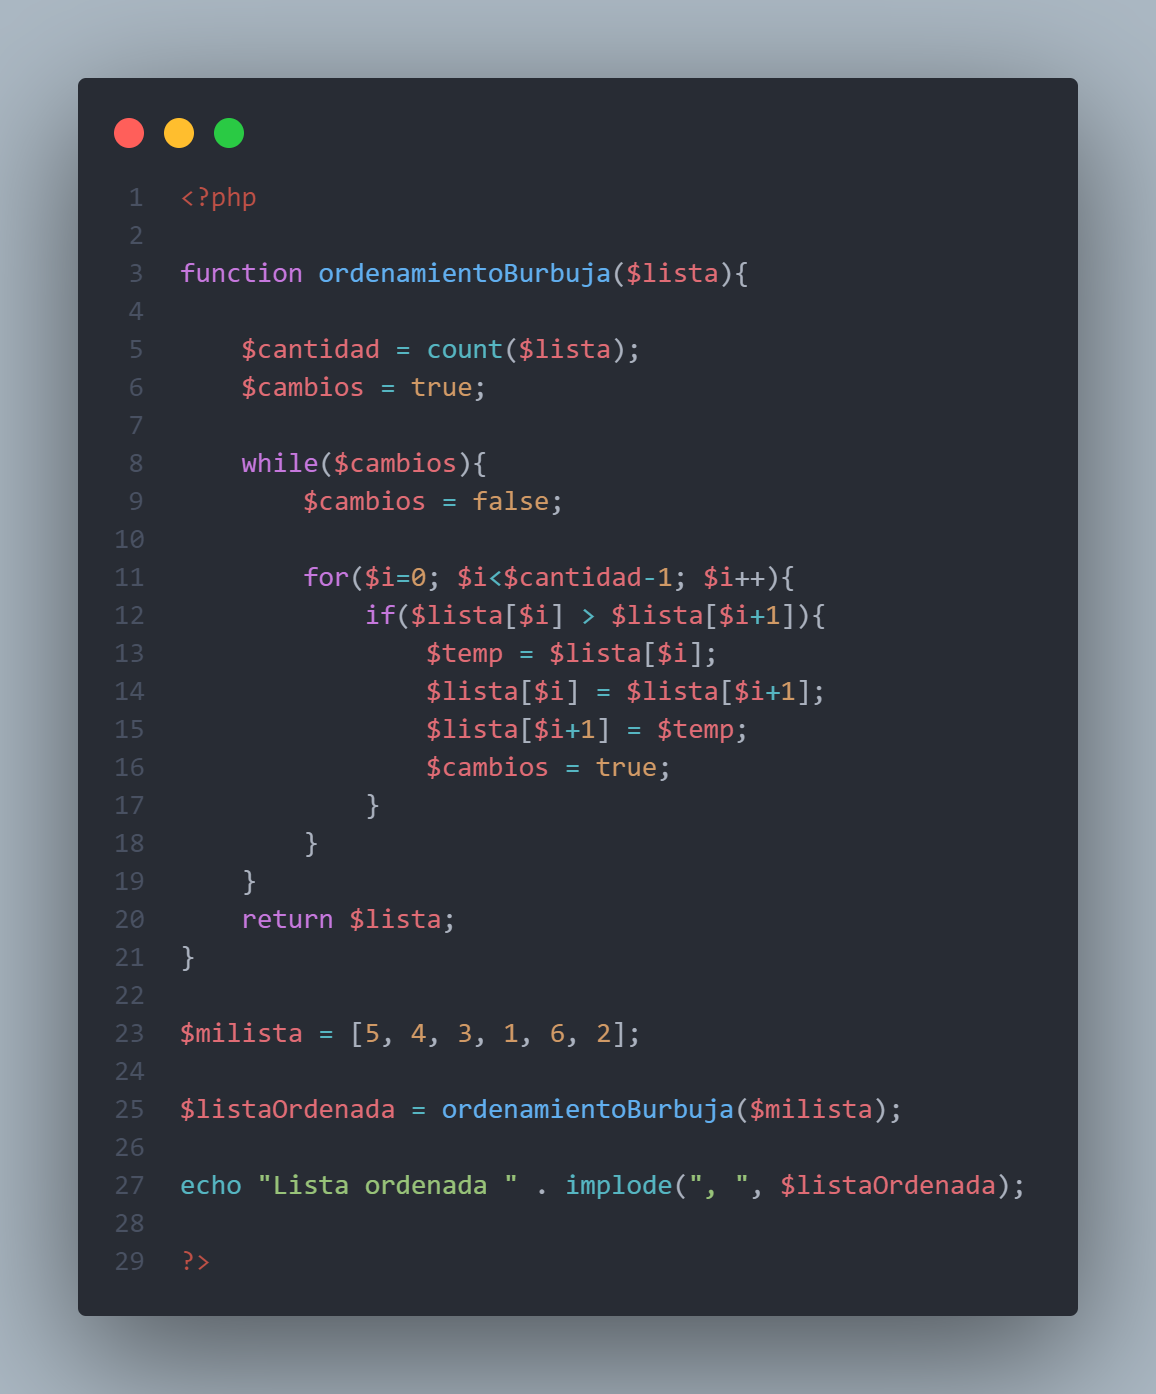 1 <?php
2
3 function ordenamientoBurbuja($lista){
4
5     $cantidad = count($lista);
6     $cambios = true;
7
8     while($cambios){
9         $cambios = false;
10
11         for($i=0; $i<$cantidad-1; $i++){
12             if($lista[$i] > $lista[$i+1]){
13                 $temp = $lista[$i];
14                 $lista[$i] = $lista[$i+1];
15                 $lista[$i+1] = $temp;
16                 $cambios = true;
17             }
18         }
19     }
20     return $lista;
21 }
22
23 $milista = [5, 4, 3, 1, 6, 2];
24
25 $listaOrdenada = ordenamientoBurbuja($milista);
26
27 echo "Lista ordenada " . implode(", ", $listaOrdenada);
28
29 ?>